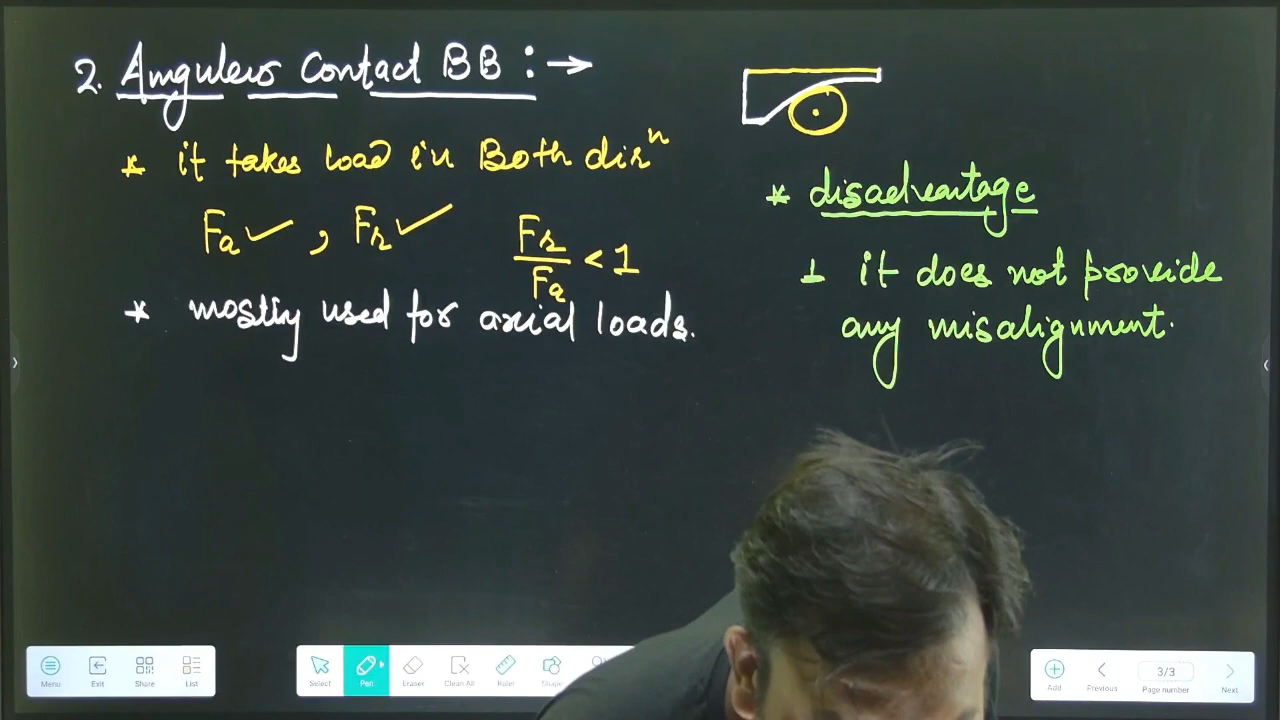 2. Anguler Contact BB :→
* it takes load in Both dirⁿ
Fa✓, Fr✓ Fr/Fa < 1
* mostly used for axial loads.
* disadvantage
⊥ it does not provide
any misalignment.
Menu Exit Share List
Select Pen Eraser Clean All Ruler
Add Previous 3/3 Page number Next